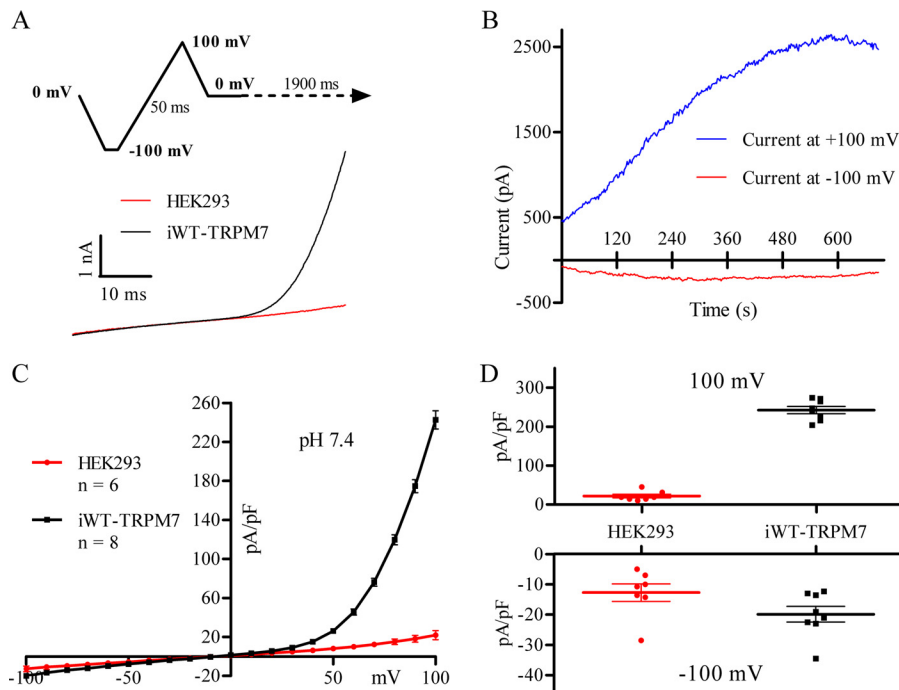 A
100 mV
0 mV
0 mV
1900 ms
50 ms
-100 mV
HEK293
iWT-TRPM7
1 nA
10 ms
B
2500
1500
500
-500
Current (pA)
Current at +100 mV
Current at -100 mV
120 240 360 480 600
Time (s)
C
260
220
180
140
100
60
20
-20
pA/pF
pH 7.4
HEK293
n = 6
iWT-TRPM7
n = 8
-100 -50 50 mV 100
D
100 mV
300
200
100
0
pA/pF
HEK293 iWT-TRPM7
0
-10
-20
-30
-40
pA/pF
-100 mV